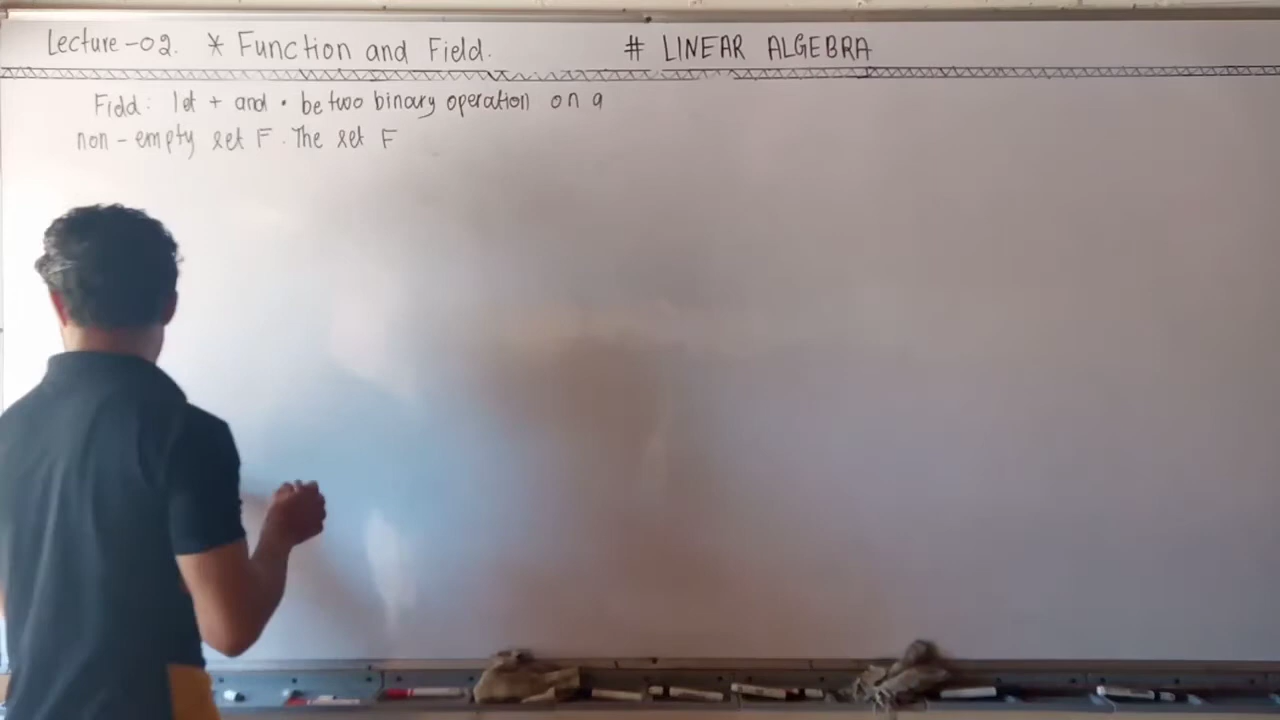 Lecture-02. * Function and Field. # LINEAR ALGEBRA
Field: let + and • be two binary operation on a
non-empty set F. The set F